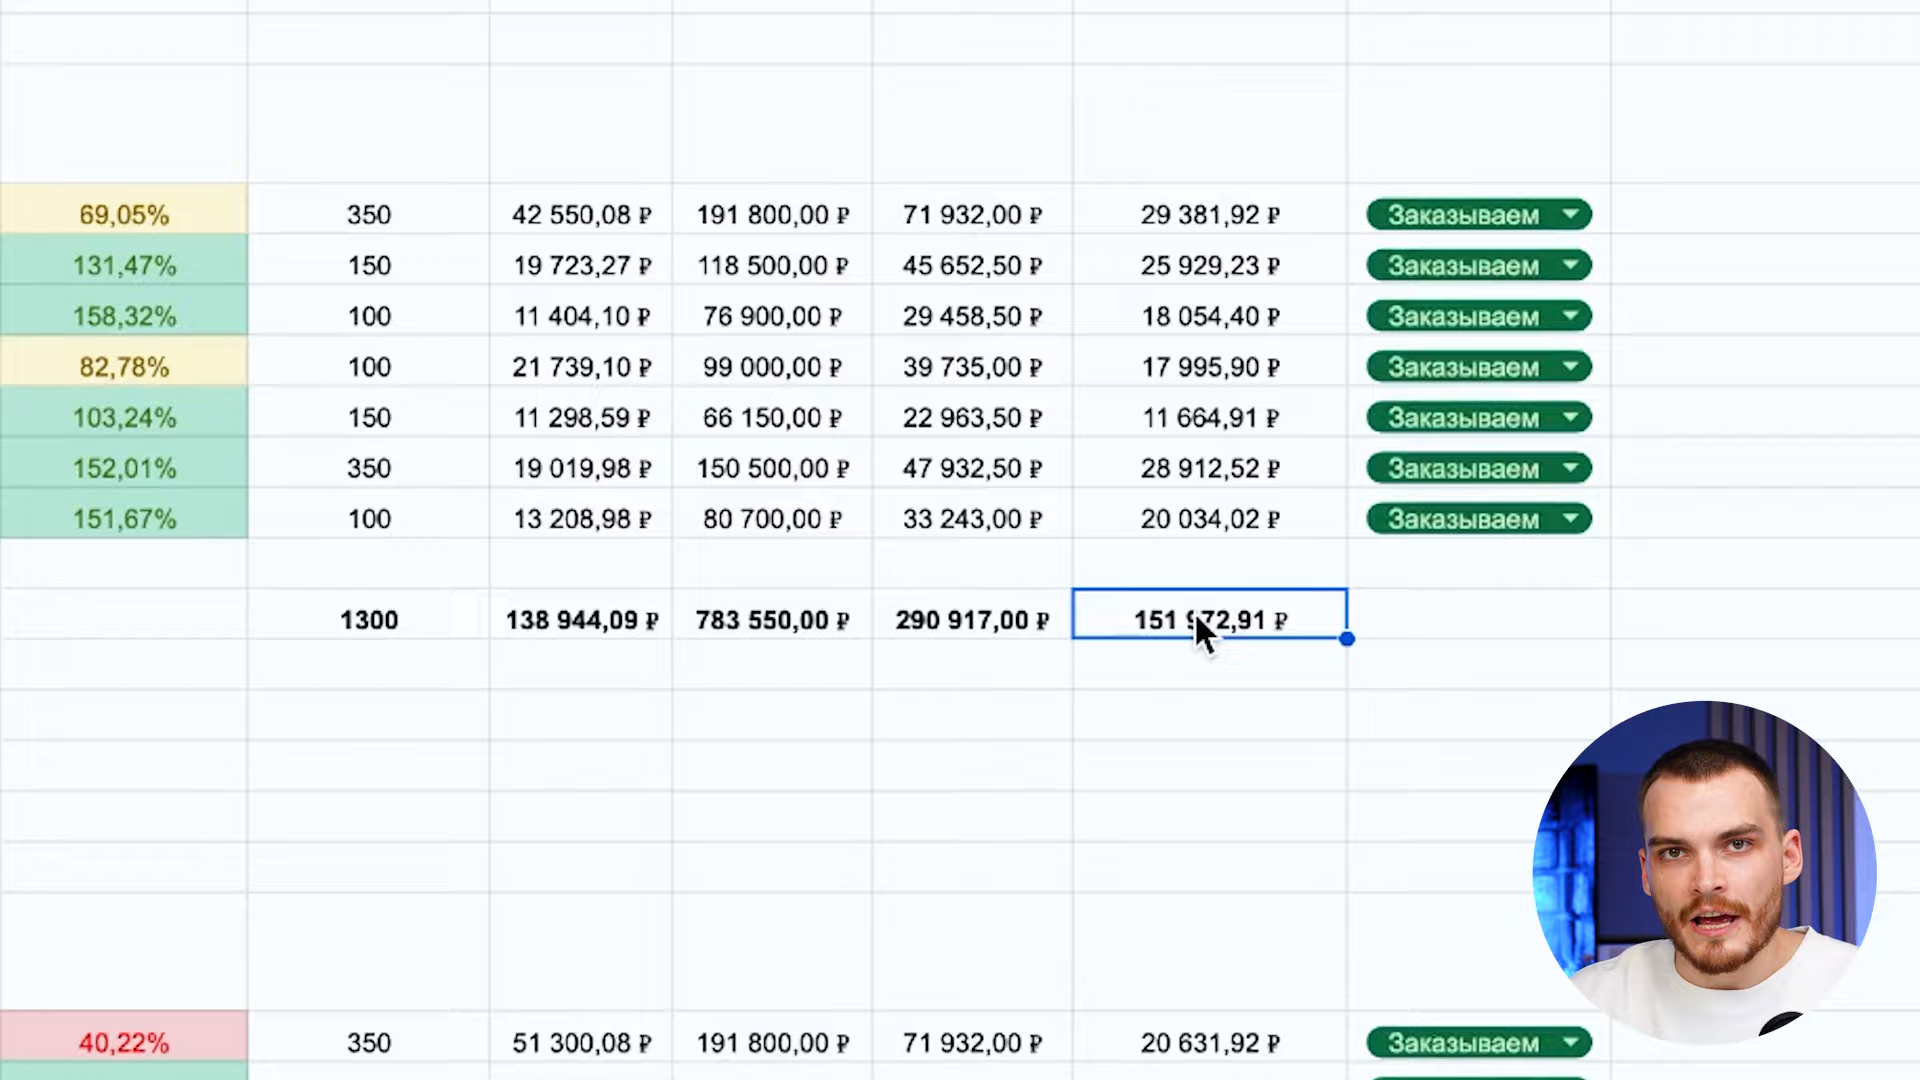 69,05% 350 42 550,08 ₽ 191 800,00 ₽ 71 932,00 ₽ 29 381,92 ₽ Заказываем
131,47% 150 19 723,27 ₽ 118 500,00 ₽ 45 652,50 ₽ 25 929,23 ₽ Заказываем
158,32% 100 11 404,10 ₽ 76 900,00 ₽ 29 458,50 ₽ 18 054,40 ₽ Заказываем
82,78% 100 21 739,10 ₽ 99 000,00 ₽ 39 735,00 ₽ 17 995,90 ₽ Заказываем
103,24% 150 11 298,59 ₽ 66 150,00 ₽ 22 963,50 ₽ 11 664,91 ₽ Заказываем
152,01% 350 19 019,98 ₽ 150 500,00 ₽ 47 932,50 ₽ 28 912,52 ₽ Заказываем
151,67% 100 13 208,98 ₽ 80 700,00 ₽ 33 243,00 ₽ 20 034,02 ₽ Заказываем
1300 138 944,09 ₽ 783 550,00 ₽ 290 917,00 ₽ 151 972,91 ₽
40,22% 350 51 300,08 ₽ 191 800,00 ₽ 71 932,00 ₽ 20 631,92 ₽ Заказываем